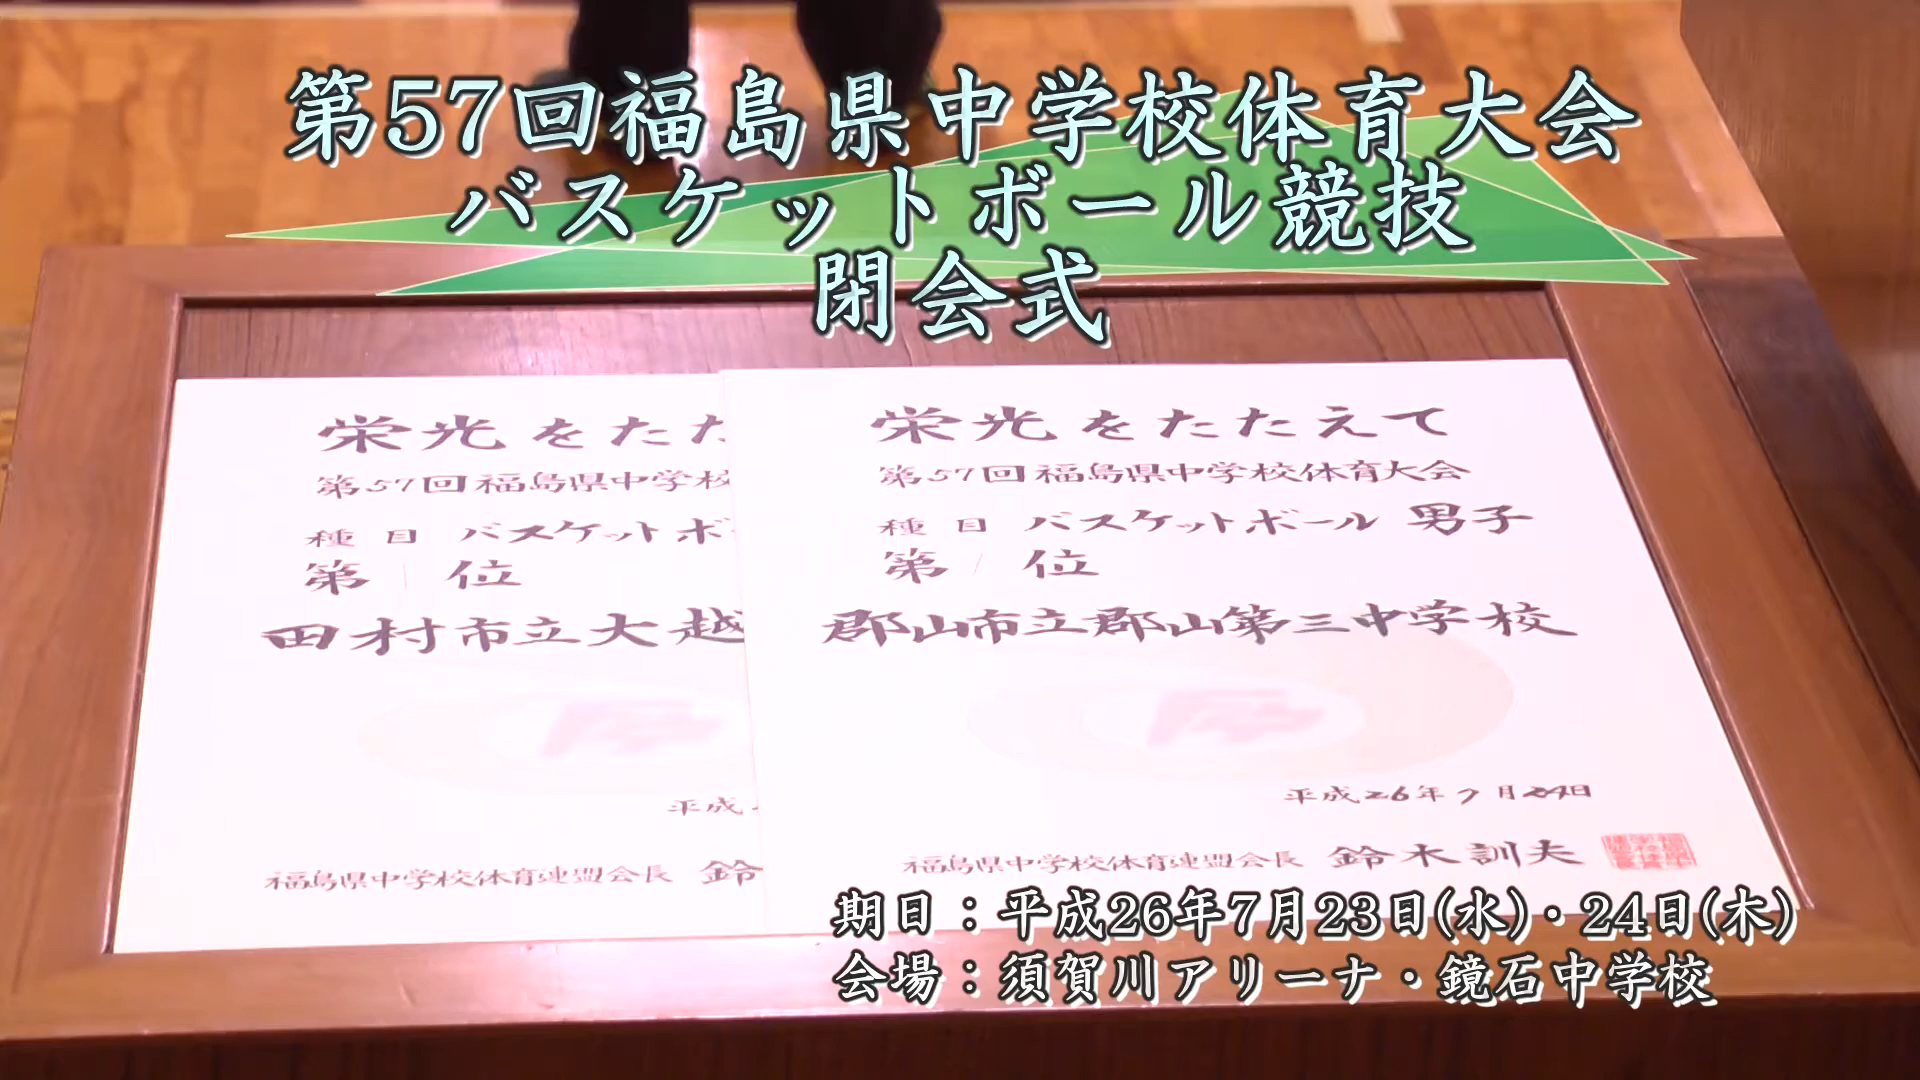 第57回福島県中学校体育大会
バスケットボール競技
閉会式
栄光をたた
第57回福島県中学校
種目 バスケットボ
第1位
田村市立大越
平成
福島県中学校体育連盟会長 鈴
栄光をたたえて
第57回福島県中学校体育大会
種目 バスケットボール 男子
第1位
郡山市立郡山第三中学校
平成26年7月24日
福島県中学校体育連盟会長 鈴木訓夫
期日：平成26年7月23日(水)・24日(木)
会場：須賀川アリーナ・鏡石中学校